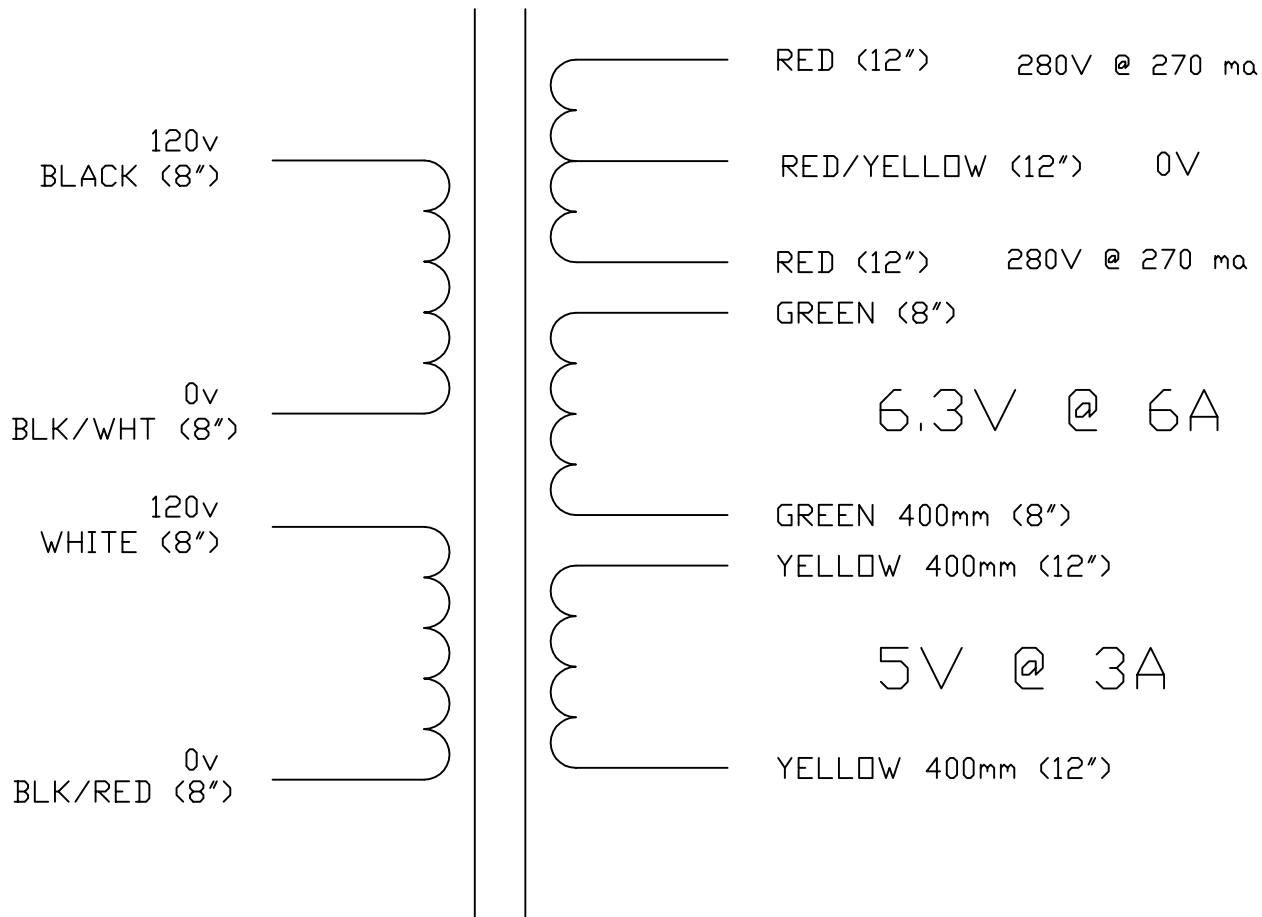 120v
BLACK (8")
0v
BLK/WHT (8")
120v
WHITE (8")
0v
BLK/RED (8")
RED (12") 280V @ 270 ma
RED/YELLOW (12") 0V
RED (12") 280V @ 270 ma
GREEN (8")
6.3V @ 6A
GREEN 400mm (8")
YELLOW 400mm (12")
5V @ 3A
YELLOW 400mm (12")